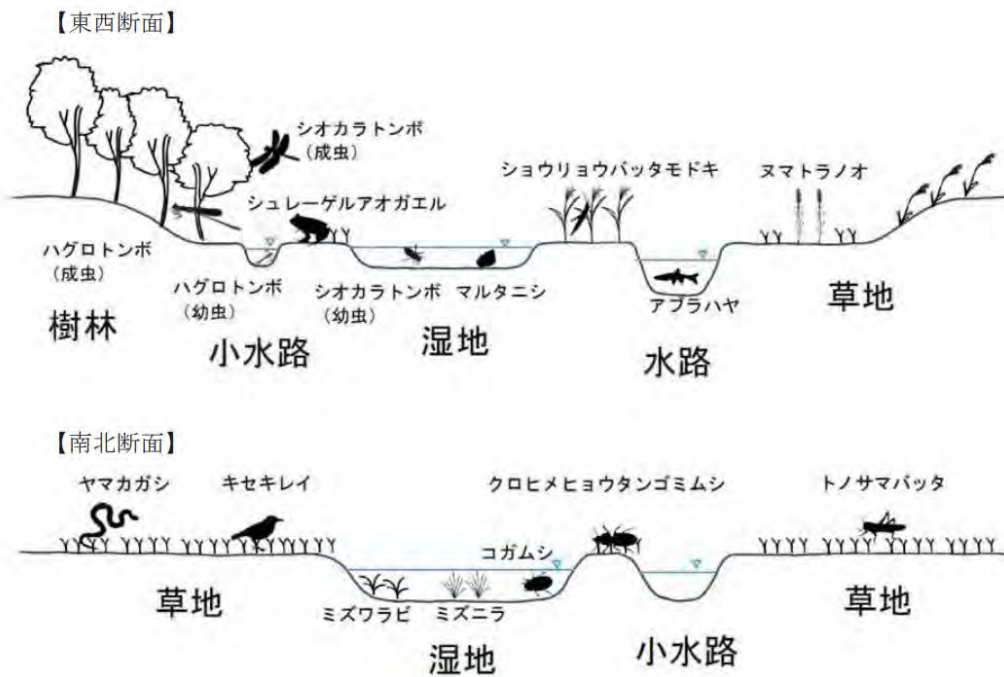 【東西断面】
シオカラトンボ
（成虫）
ショウリョウバッタモドキ
ヌマトラノオ
シュレーゲルアオガエル
ハグロトンボ
（成虫）
ハグロトンボ
（幼虫）
シオカラトンボ
（幼虫）
マルタニシ
アブラハヤ
樹林
小水路
湿地
水路
草地
【南北断面】
ヤマカガシ
キセキレイ
クロヒメヒョウタンゴミムシ
トノサマバッタ
コガムシ
ミズワラビ
ミズニラ
草地
湿地
小水路
草地